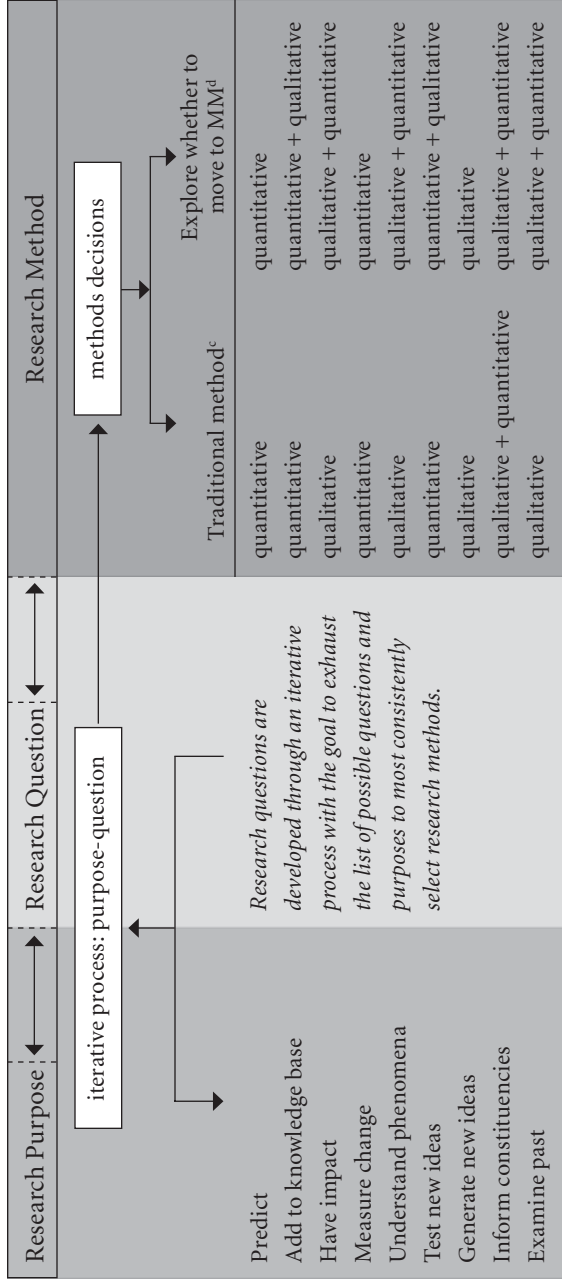 Research Purpose
Research Question
Research Method
iterative process: purpose-question
methods decisions
Traditional methodᶜ
Explore whether to
move to MMᵈ
Predict
Add to knowledge base
Have impact
Measure change
Understand phenomena
Test new ideas
Generate new ideas
Inform constituencies
Examine past
Research questions are
developed through an iterative
process with the goal to exhaust
the list of possible questions and
purposes to most consistently
select research methods.
quantitative
quantitative
qualitative
quantitative
qualitative
quantitative
qualitative
qualitative + quantitative
qualitative
quantitative
quantitative + qualitative
qualitative + quantitative
quantitative
qualitative + quantitative
quantitative + qualitative
qualitative
qualitative + quantitative
qualitative + quantitative